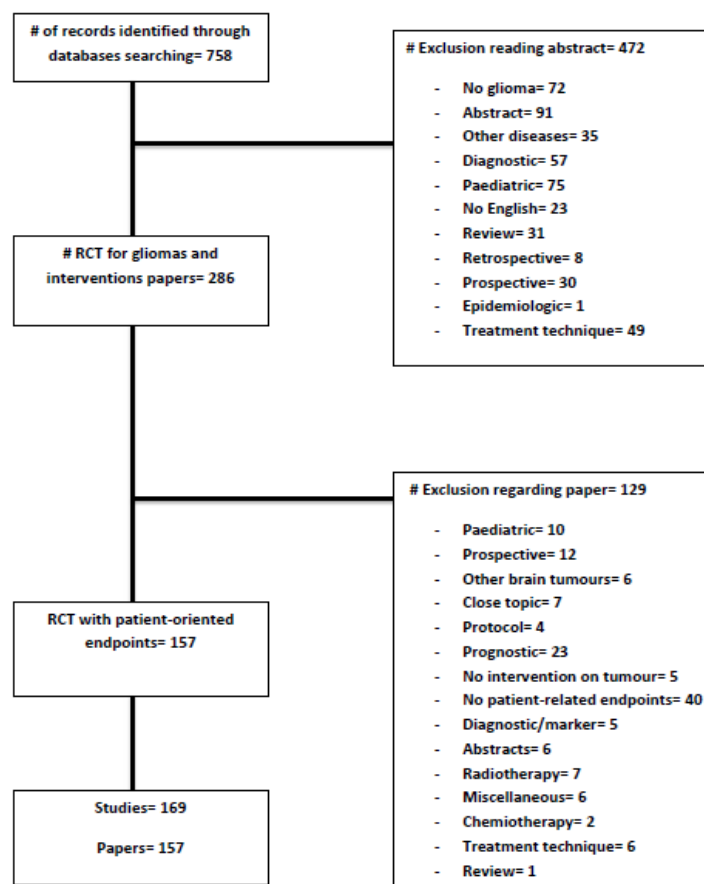 # of records identified through
databases searching= 758
# Exclusion reading abstract= 472
- No glioma= 72
- Abstract= 91
- Other diseases= 35
- Diagnostic= 57
- Paediatric= 75
- No English= 23
- Review= 31
- Retrospective= 8
- Prospective= 30
- Epidemiologic= 1
- Treatment technique= 49
# RCT for gliomas and
interventions papers= 286
# Exclusion regarding paper= 129
- Paediatric= 10
- Prospective= 12
- Other brain tumours= 6
- Close topic= 7
- Protocol= 4
- Prognostic= 23
- No intervention on tumour= 5
- No patient-related endpoints= 40
- Diagnostic/marker= 5
- Abstracts= 6
- Radiotherapy= 7
- Miscellaneous= 6
- Chemiotherapy= 2
- Treatment technique= 6
- Review= 1
RCT with patient-oriented
endpoints= 157
Studies= 169
Papers= 157